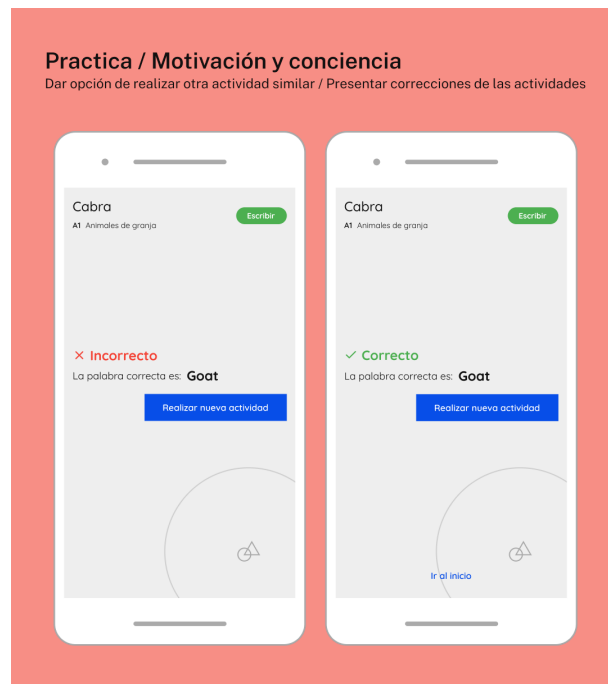 Practica / Motivación y conciencia
Dar opción de realizar otra actividad similar / Presentar correcciones de las actividades
Cabra
A1 Animales de granja
Escribir
Incorrecto
La palabra correcta es: Goat
Realizar nueva actividad
Cabra
A1 Animales de granja
Escribir
Correcto
La palabra correcta es: Goat
Realizar nueva actividad
Ir al inicio